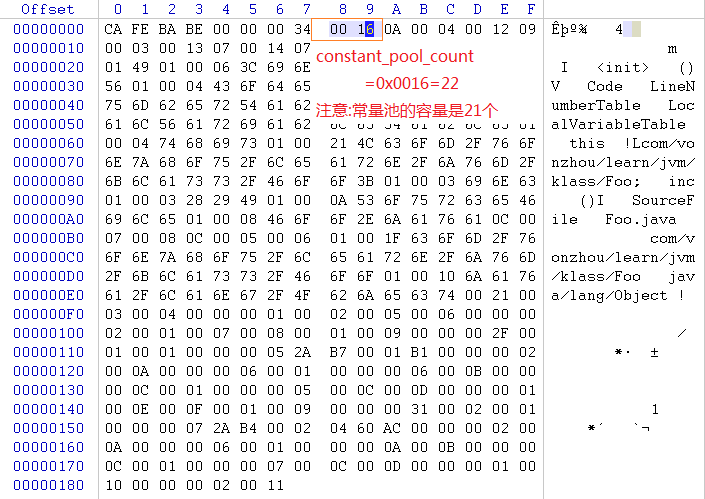 Offset 0 1 2 3 4 5 6 7 8 9 A B C D E F
00000000 CA FE BA BE 00 00 00 34 00 16 0A 00 04 00 12 09 Êþº¾ 4
00000010 00 03 00 13 07 00 14 07 m
00000020 01 49 01 00 06 3C 69 6E I <init> ()
constant_pool_count
00000030 56 01 00 04 43 6F 64 65 V Code LineN
=0x0016=22
00000040 75 6D 62 65 72 54 61 62 umberTable Loc
注意:常量池的容量是21个
00000050 61 6C 56 61 72 69 61 62 alVariableTable
00000060 00 04 74 68 69 73 01 00 21 4C 63 6F 6D 2F 76 6F this !Lcom/vo
00000070 6E 7A 68 6F 75 2F 6C 65 61 72 6E 2F 6A 76 6D 2F nzhou/learn/jvm/
00000080 6B 6C 61 73 73 2F 46 6F 6F 3B 01 00 03 69 6E 63 klass/Foo; inc
00000090 01 00 03 28 29 49 01 00 0A 53 6F 75 72 63 65 46 ()I SourceF
000000A0 69 6C 65 01 00 08 46 6F 6F 2E 6A 61 76 61 0C 00 ile Foo.java
000000B0 07 00 08 0C 00 05 00 06 01 00 1F 63 6F 6D 2F 76 com/v
000000C0 6F 6E 7A 68 6F 75 2F 6C 65 61 72 6E 2F 6A 76 6D onzhou/learn/jvm
000000D0 2F 6B 6C 61 73 73 2F 46 6F 6F 01 00 10 6A 61 76 /klass/Foo jav
000000E0 61 2F 6C 61 6E 67 2F 4F 62 6A 65 63 74 00 21 00 a/lang/Object !
000000F0 03 00 04 00 00 00 01 00 02 00 05 00 06 00 00 00
00000100 02 00 01 00 07 00 08 00 01 00 09 00 00 00 2F 00 /
00000110 01 00 01 00 00 00 05 2A B7 00 01 B1 00 00 00 02 *· ±
00000120 00 0A 00 00 00 06 00 01 00 00 00 06 00 0B 00 00
00000130 00 0C 00 01 00 00 00 05 00 0C 00 0D 00 00 00 01
00000140 00 0E 00 0F 00 01 00 09 00 00 00 31 00 02 00 01 1
00000150 00 00 00 07 2A B4 00 02 04 60 AC 00 00 00 02 00 *´ `¬
00000160 0A 00 00 00 06 00 01 00 00 00 0A 00 0B 00 00 00
00000170 0C 00 01 00 00 00 07 00 0C 00 0D 00 00 00 01 00
00000180 10 00 00 00 02 00 11